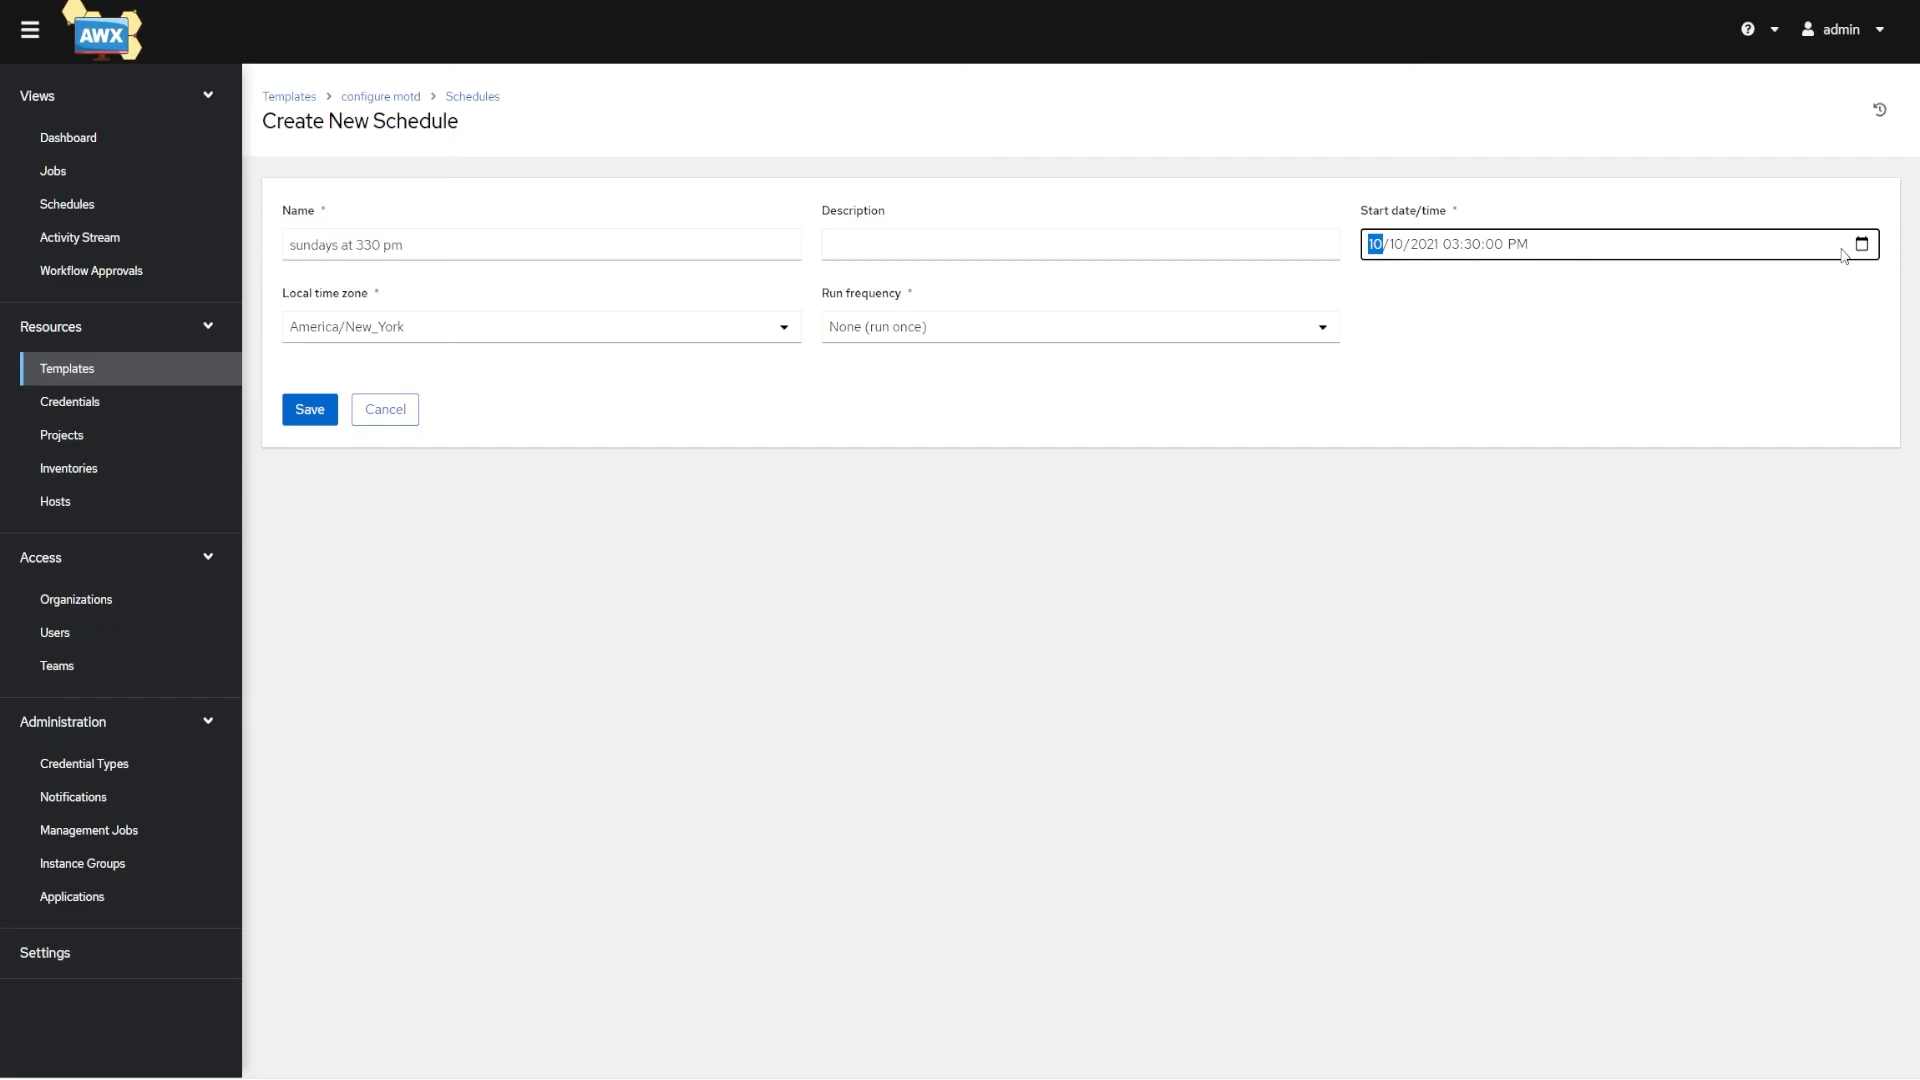 AWX
admin
Views
Dashboard
Jobs
Schedules
Activity Stream
Workflow Approvals
Resources
Templates
Credentials
Projects
Inventories
Hosts
Access
Organizations
Users
Teams
Administration
Credential Types
Notifications
Management Jobs
Instance Groups
Applications
Settings
Templates > configure motd > Schedules
Create New Schedule
Name *
sundays at 330 pm
Description
Start date/time *
10/10/2021 03:30:00 PM
Local time zone *
America/New_York
Run frequency *
None (run once)
Save
Cancel